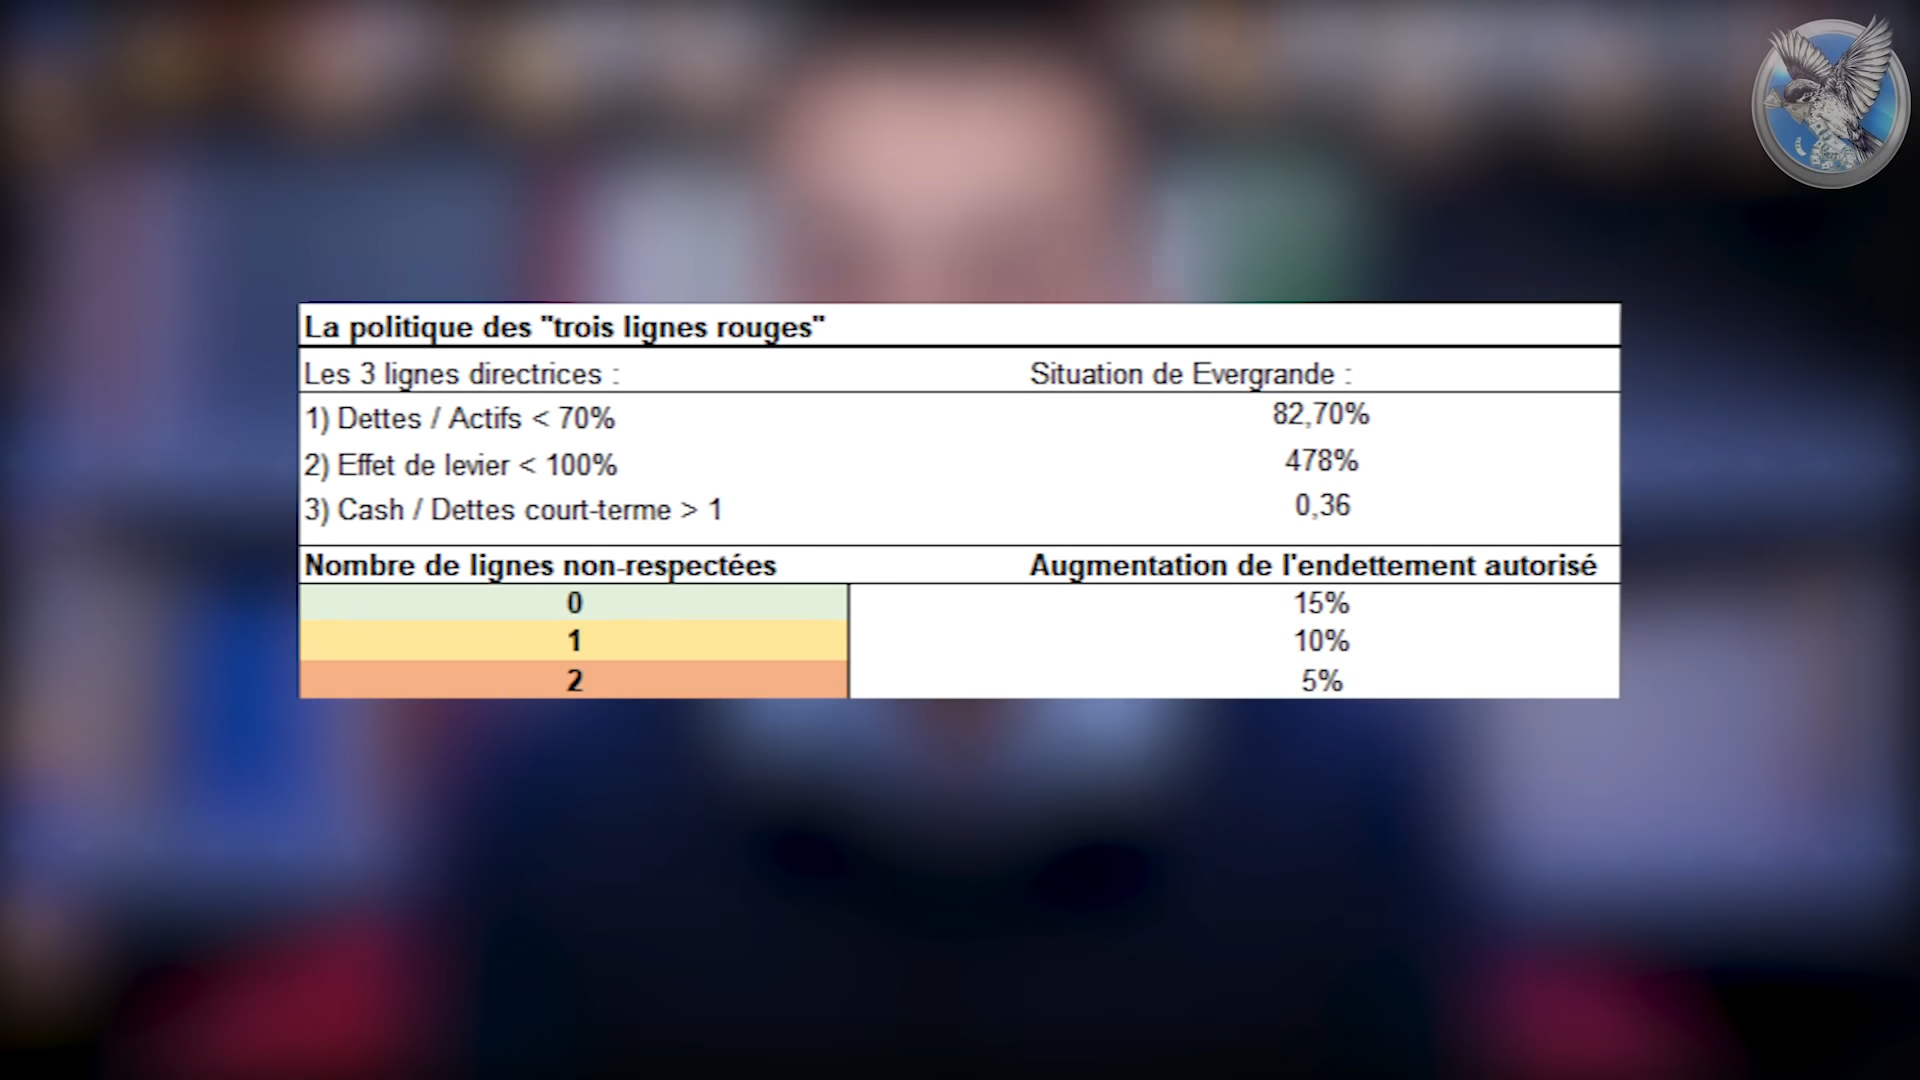 La politique des "trois lignes rouges"
Les 3 lignes directrices : Situation de Evergrande :
1) Dettes / Actifs < 70% 82,70%
2) Effet de levier < 100% 478%
3) Cash / Dettes court-terme > 1 0,36
Nombre de lignes non-respectées Augmentation de l'endettement autorisé
0 15%
1 10%
2 5%